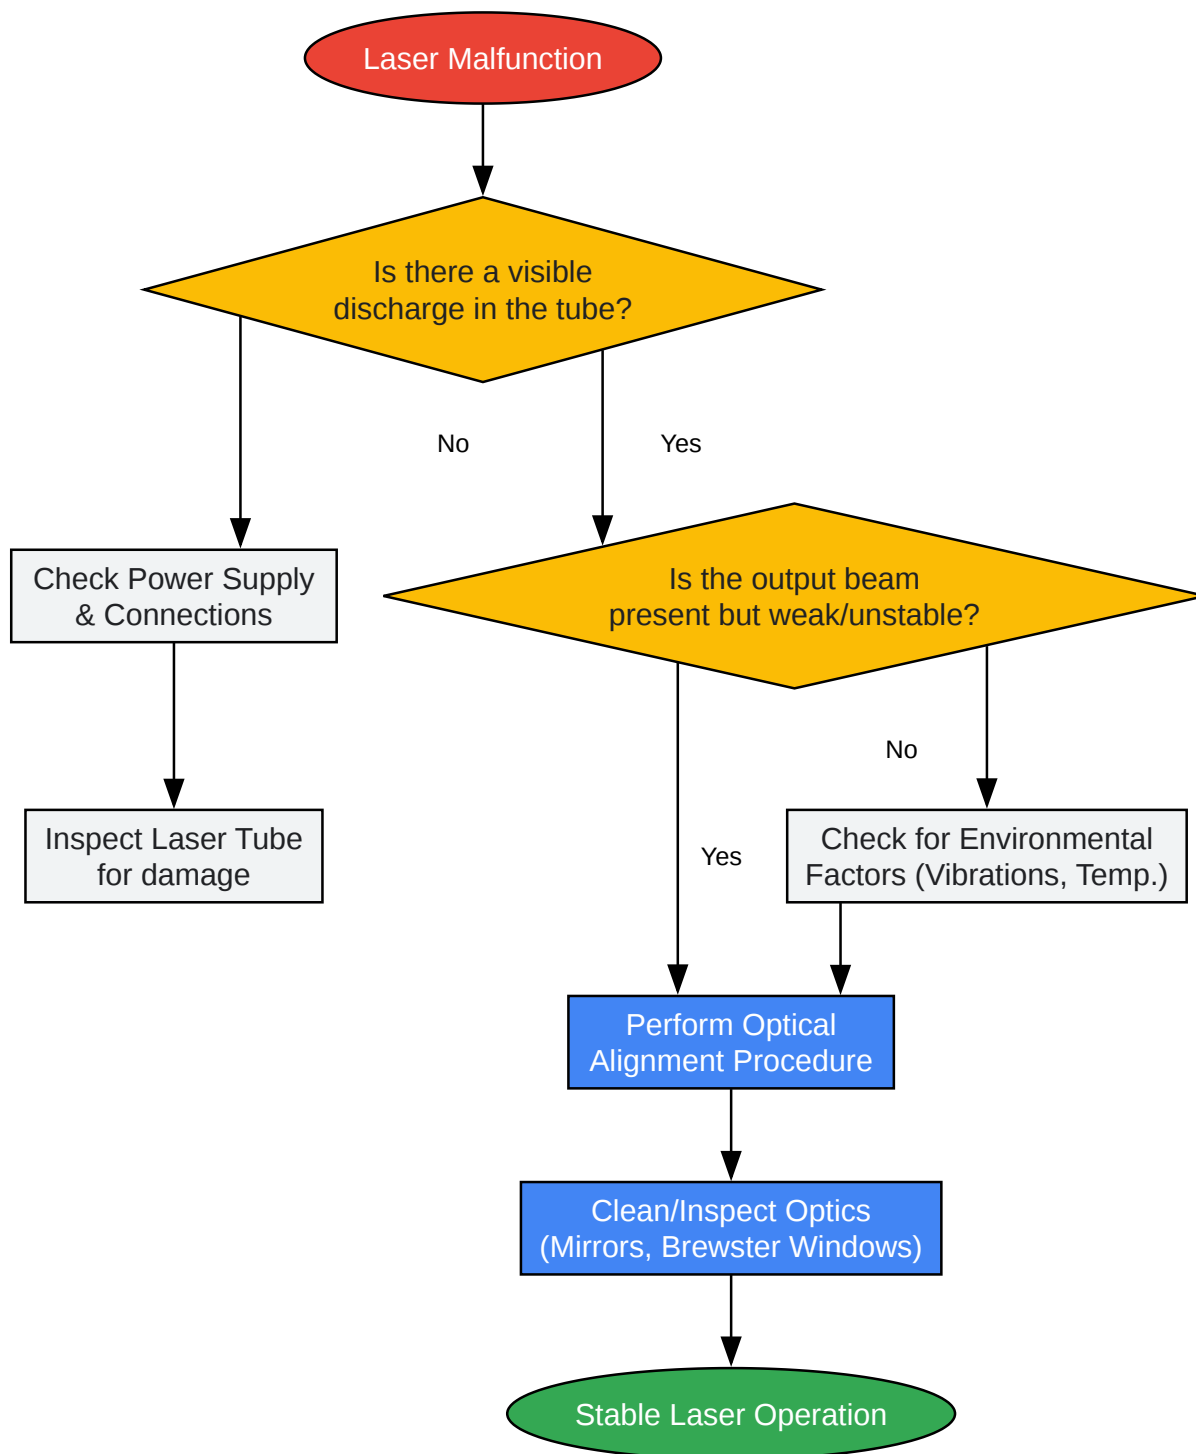 Laser Malfunction
Is there a visible
discharge in the tube?
No
Yes
Check Power Supply
& Connections
Is the output beam
present but weak/unstable?
No
Inspect Laser Tube
for damage
Yes
Check for Environmental
Factors (Vibrations, Temp.)
Perform Optical
Alignment Procedure
Clean/Inspect Optics
(Mirrors, Brewster Windows)
Stable Laser Operation